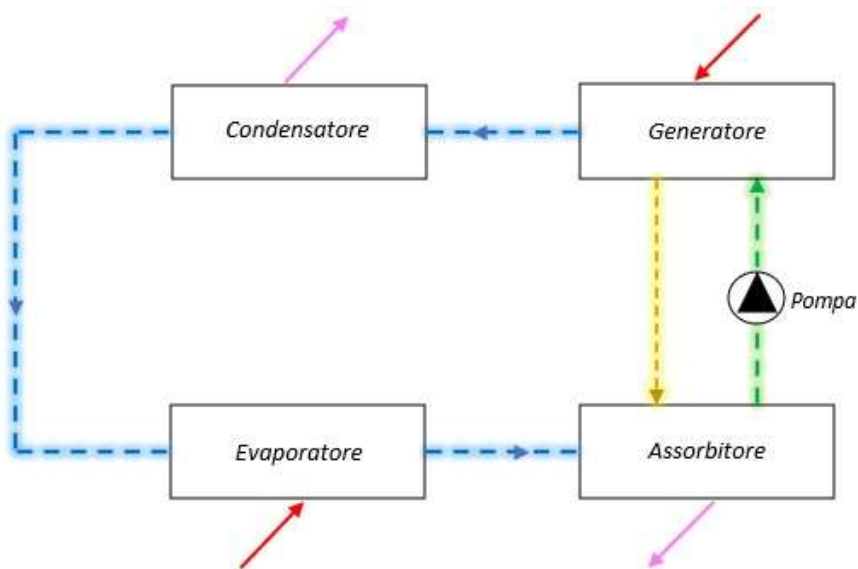 Condensatore
Generatore
Pompa
Evaporatore
Assorbitore